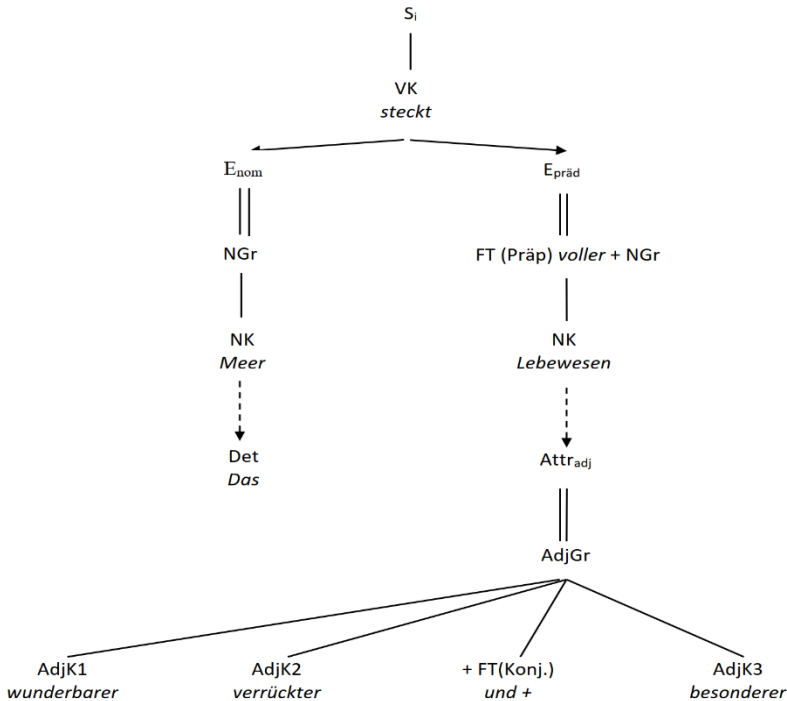 Si
VK
steckt
Enom Epräd
NGr FT (Präp) voller + NGr
NK NK
Meer Lebewesen
Det Attradj
Das
AdjGr
AdjK1 AdjK2 + FT(Konj.) AdjK3
wunderbarer verrückter und + besonderer